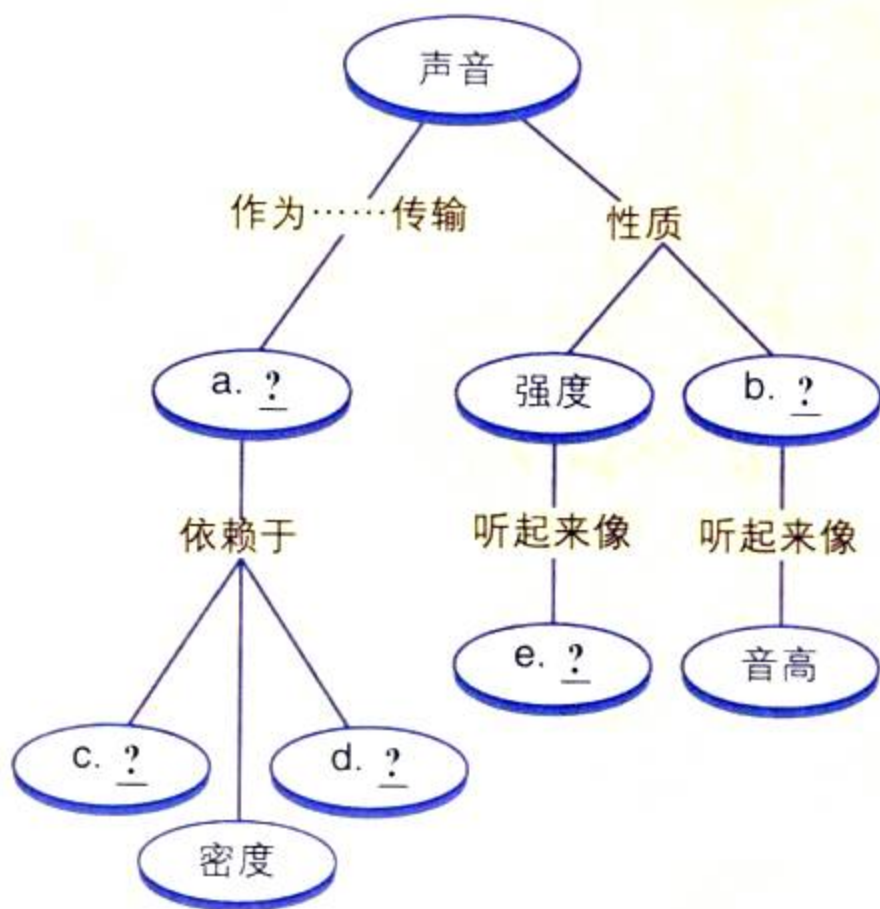 声音
作为……传输
性质
a. ?
强度
b. ?
依赖于
听起来像
听起来像
e. ?
音高
c. ?
d. ?
密度